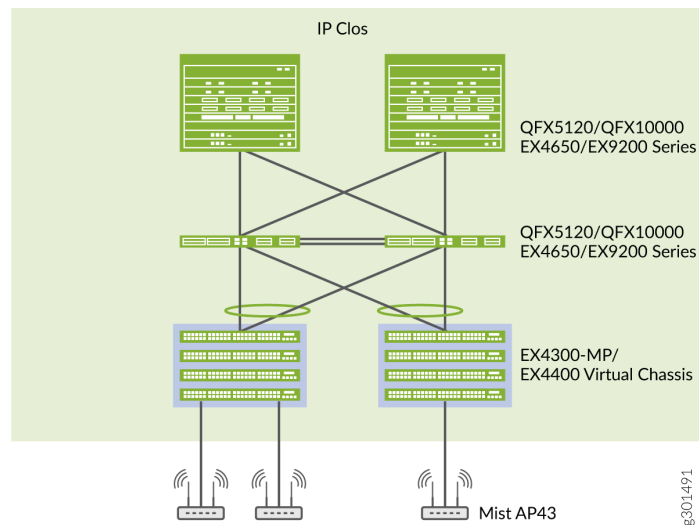 IP Clos
QFX5120/QFX10000
EX4650/EX9200 Series
QFX5120/QFX10000
EX4650/EX9200 Series
EX4300-MP/
EX4400 Virtual Chassis
Mist AP43
g301491